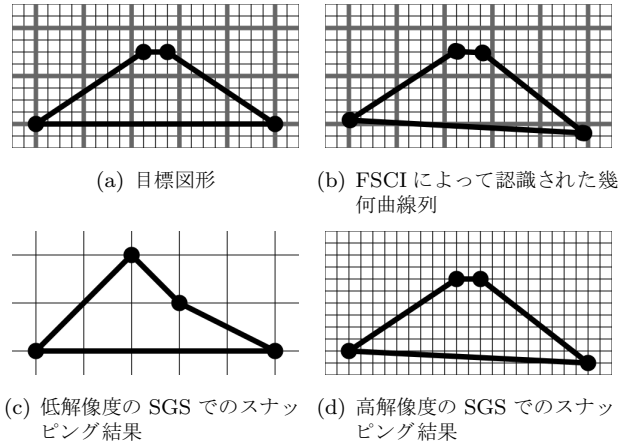 (a) 目標図形
(b) FSCI によって認識された幾
何曲線列
(c) 低解像度の SGS でのスナッ
ピング結果
(d) 高解像度の SGS でのスナッ
ピング結果